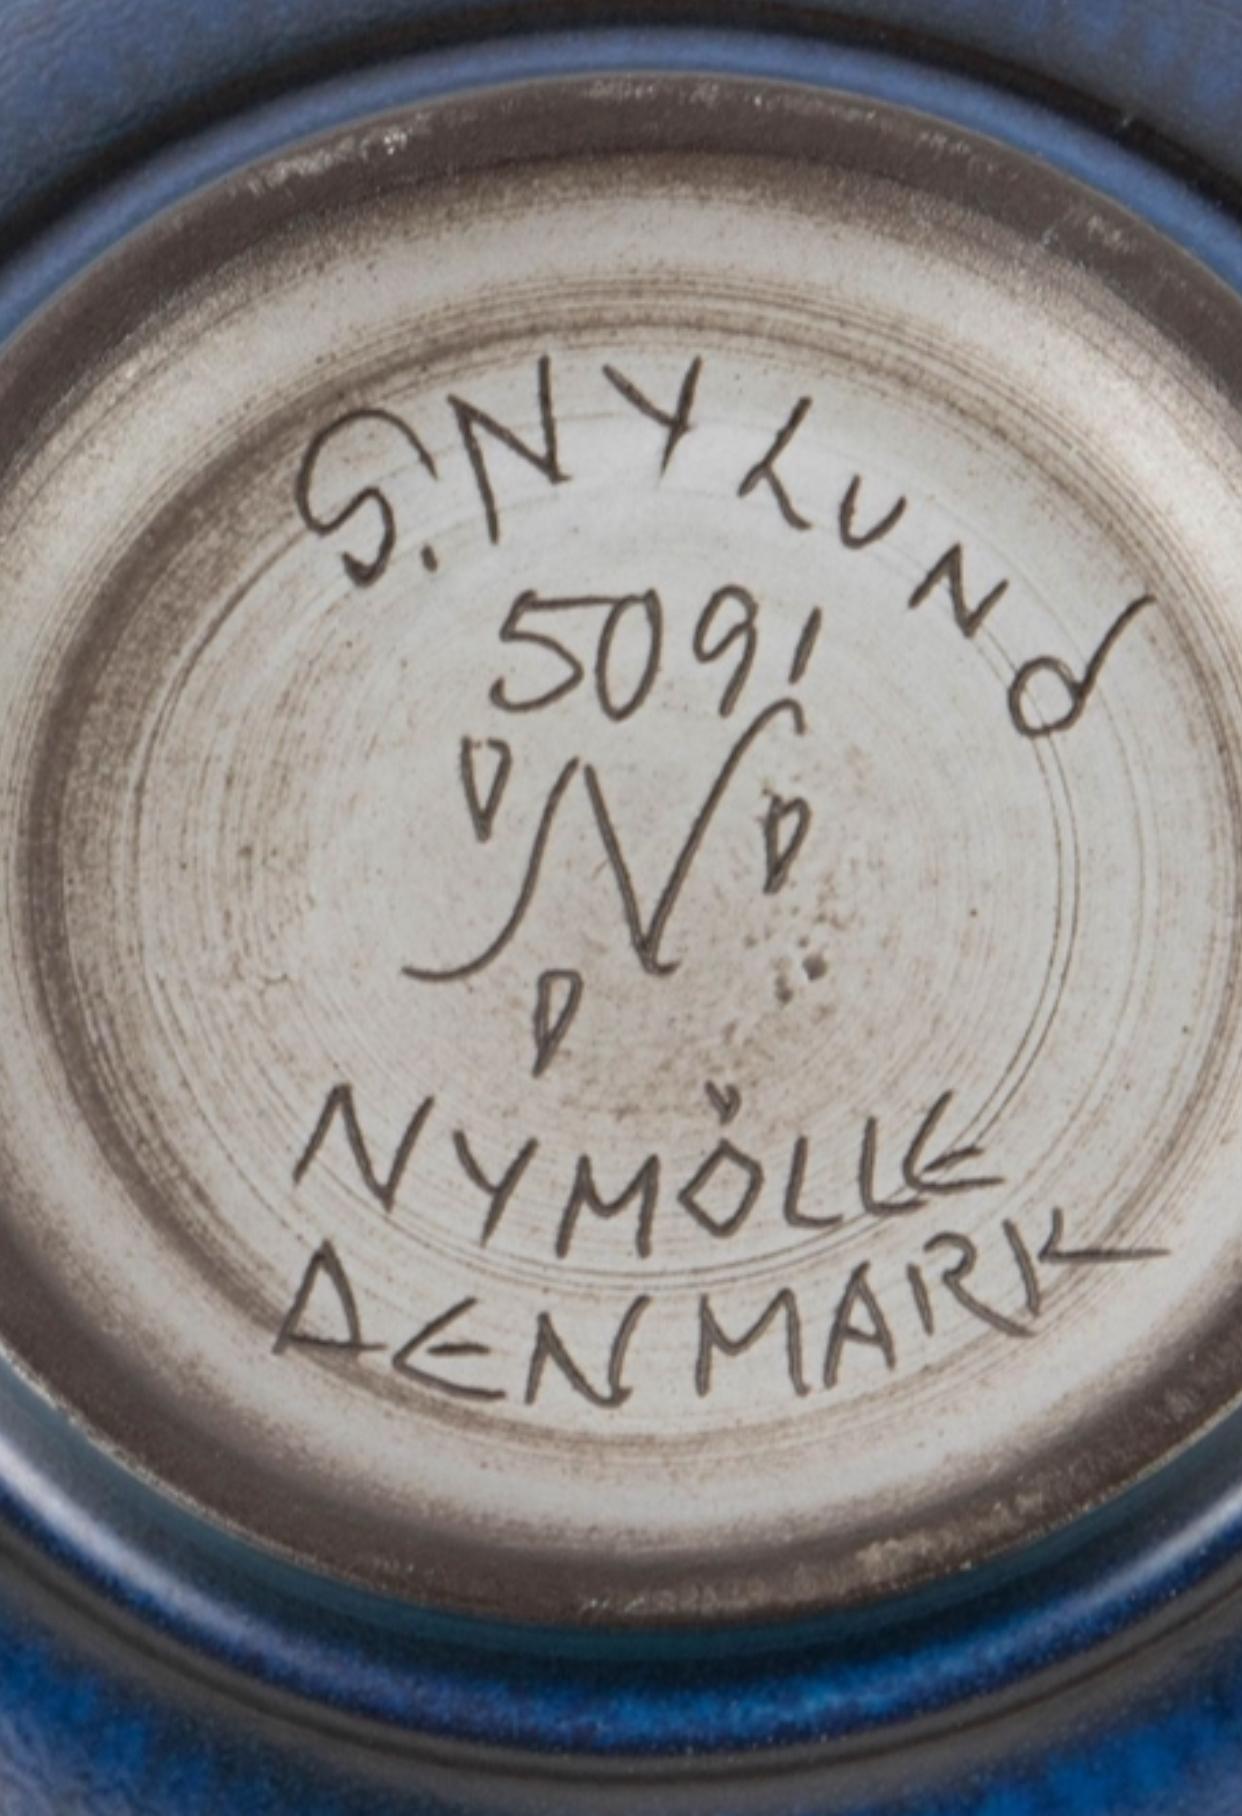 S. NYLUND
5091
N
NYMÖLLE
DENMARK